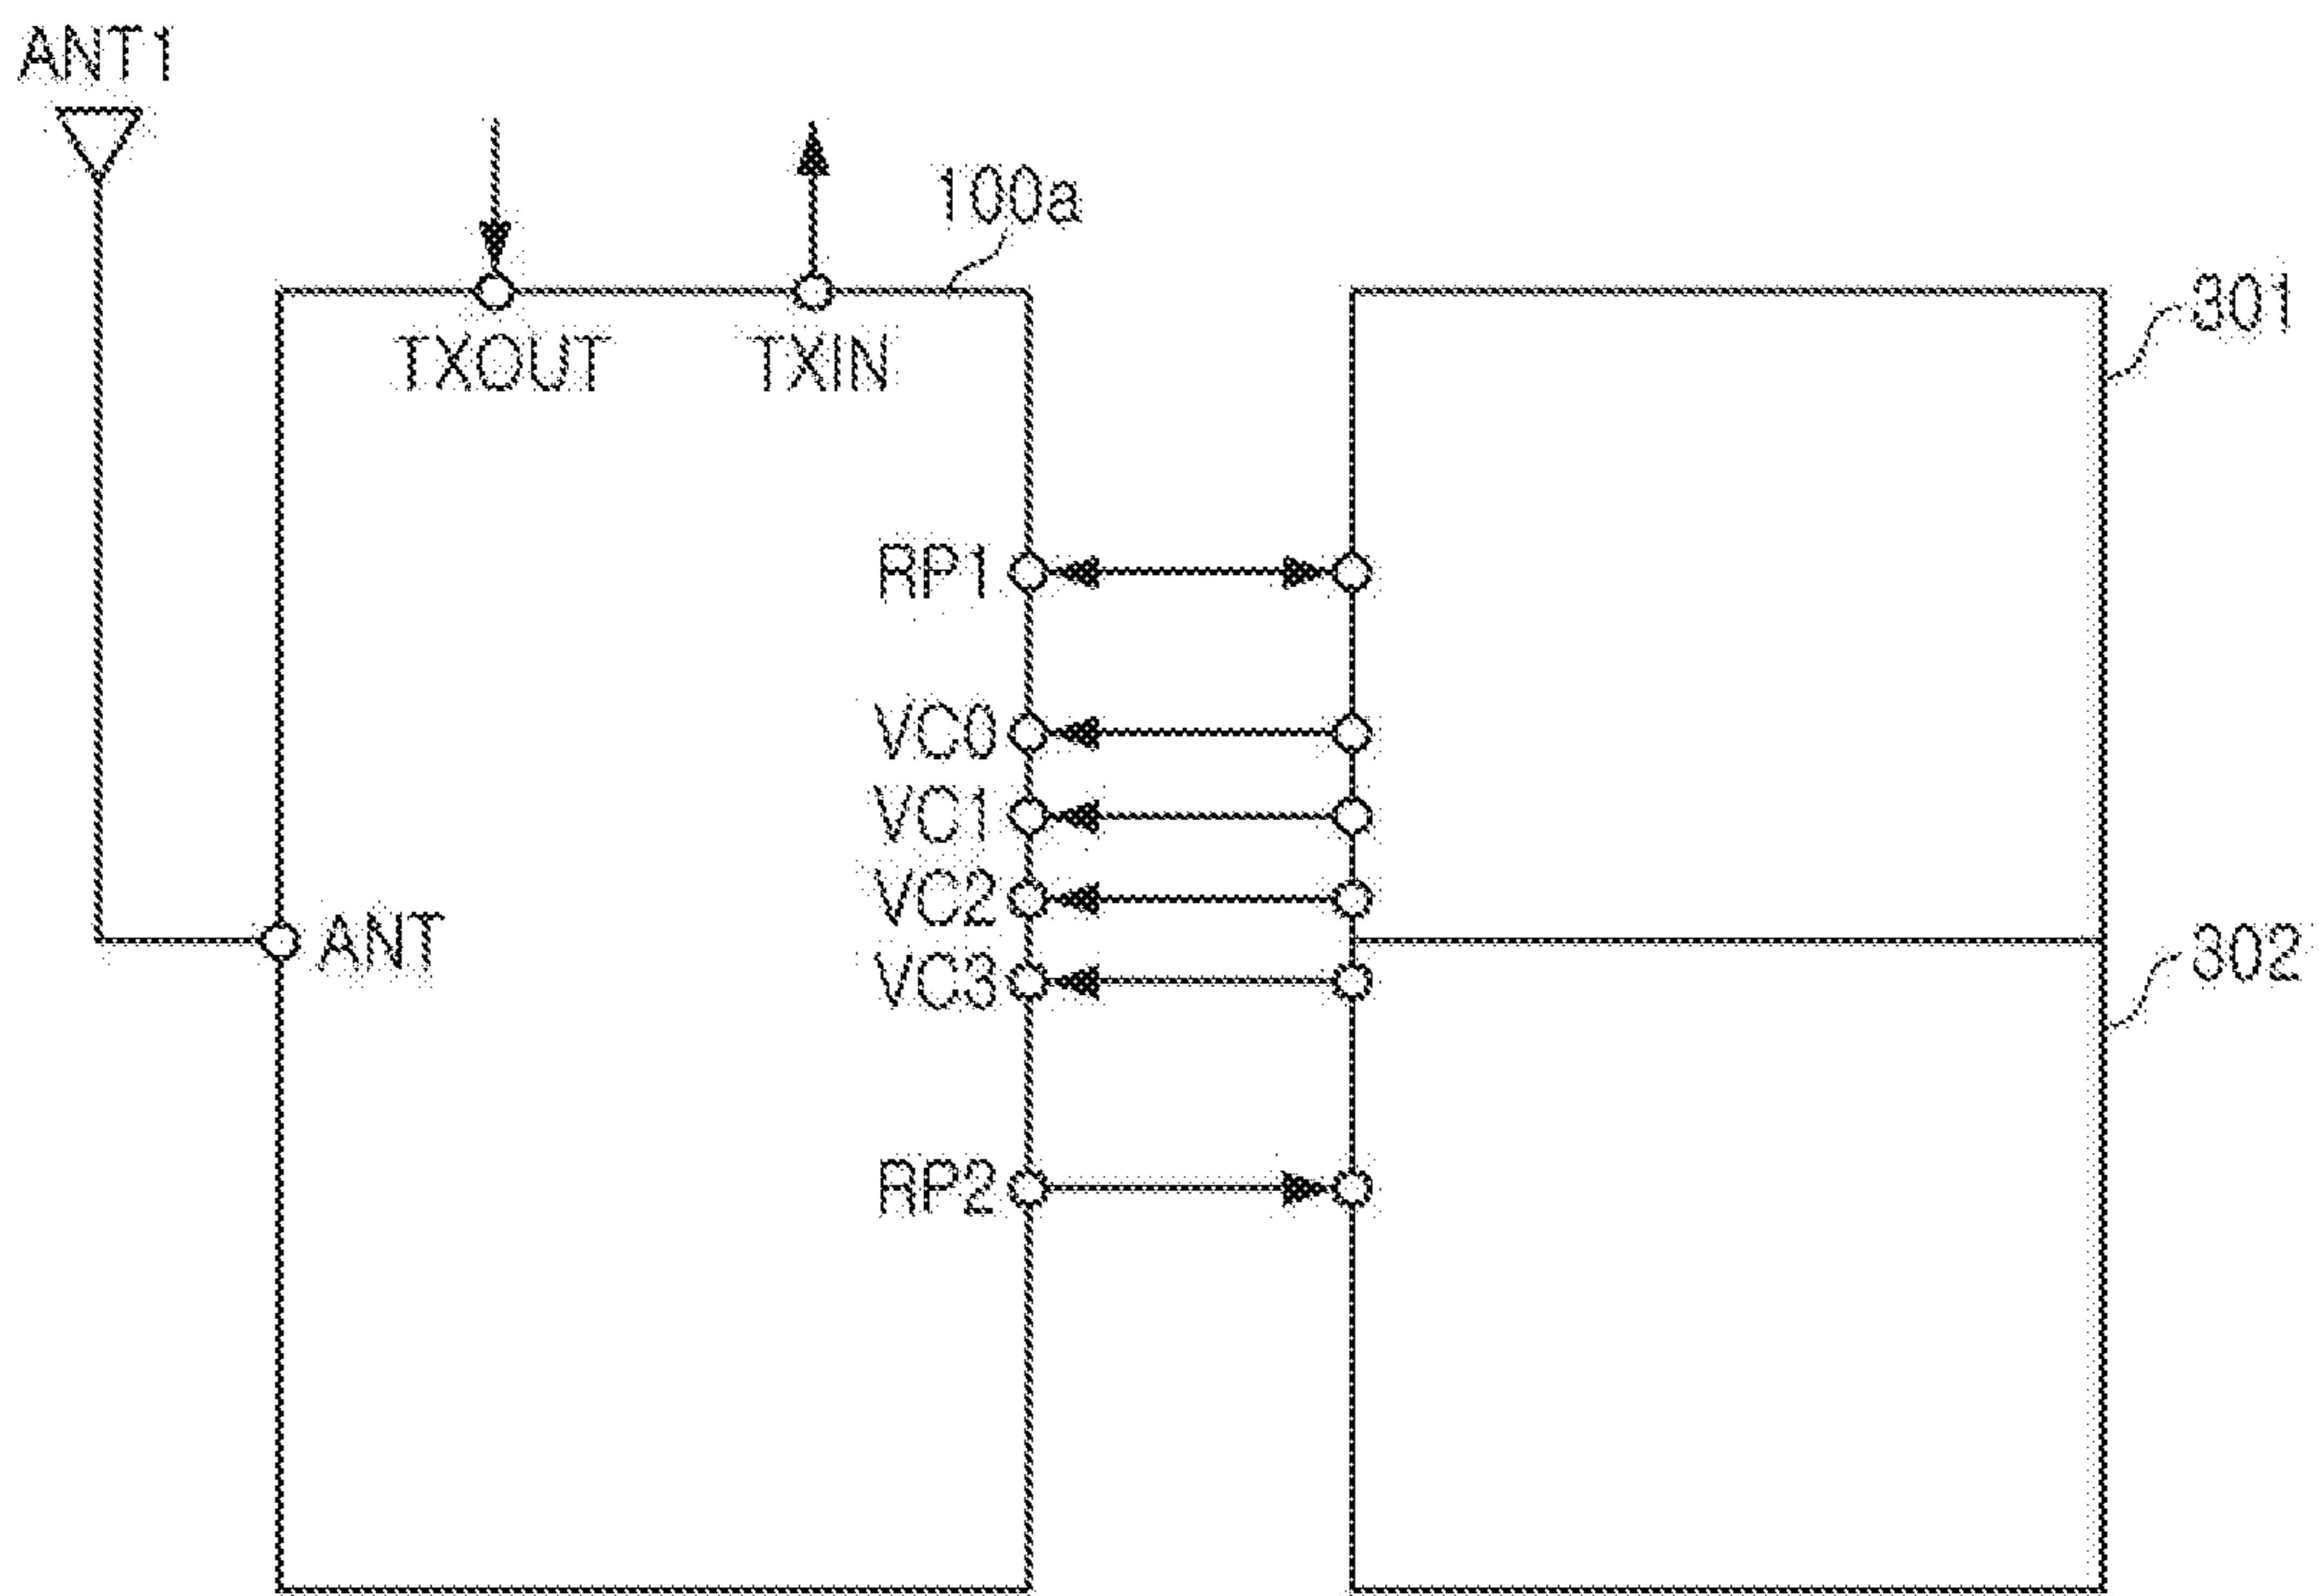 ANT1
100a
301
TXOUT TXIN
RP1
VC0
VC1
VC2
ANT
302
VC3
RP2